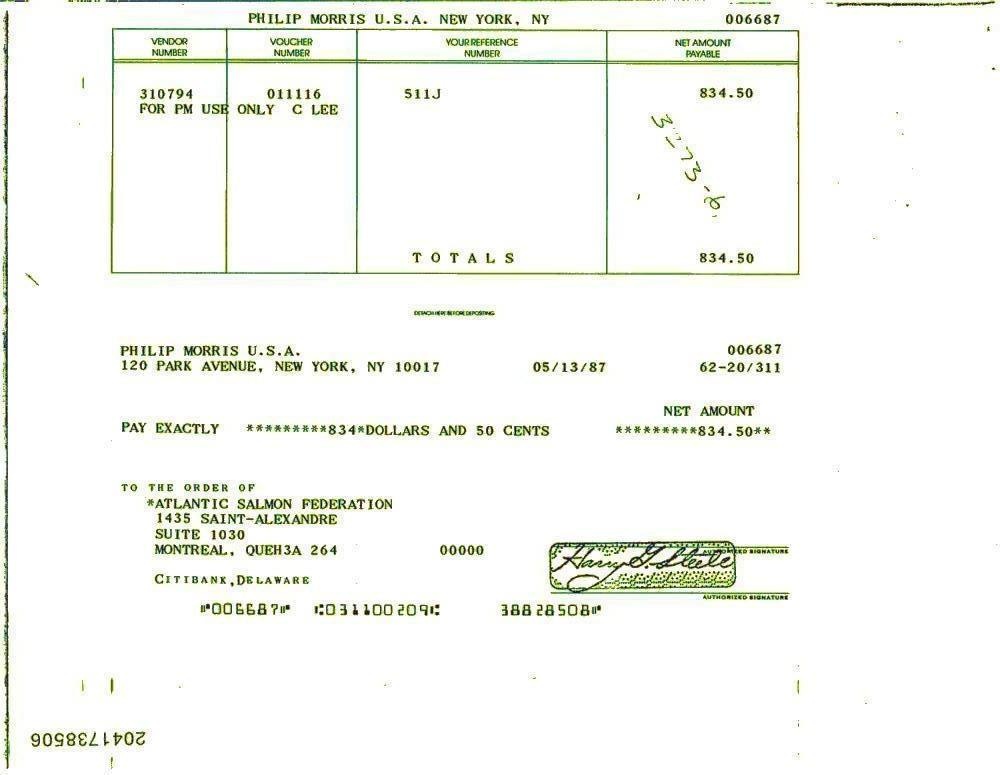 PHILIP MORRIS U.S.A. NEW YORK, NY 006687
VENDOR NUMBER VOUCHER NUMBER YOUR REFERENCE NUMBER NET AMOUNT PAYABLE
310794 011116 511J 834.50
FOR PM USE ONLY C LEE
T O T A L S 834.50
DETACH HERE BEFORE DEPOSITING
PHILIP MORRIS U.S.A. 006687
120 PARK AVENUE, NEW YORK, NY 10017 05/13/87 62-20/311
NET AMOUNT
PAY EXACTLY *********834*DOLLARS AND 50 CENTS *********834.50**
TO THE ORDER OF
*ATLANTIC SALMON FEDERATION
1435 SAINT-ALEXANDRE
SUITE 1030
MONTREAL, QUEH3A 264 00000
AUTHORIZED SIGNATURE
Harry G. Steele
CITIBANK, DELAWARE
AUTHORIZED SIGNATURE
⑈006687⑈ ⑆031100209⑆ 38828508⑈
2041738506